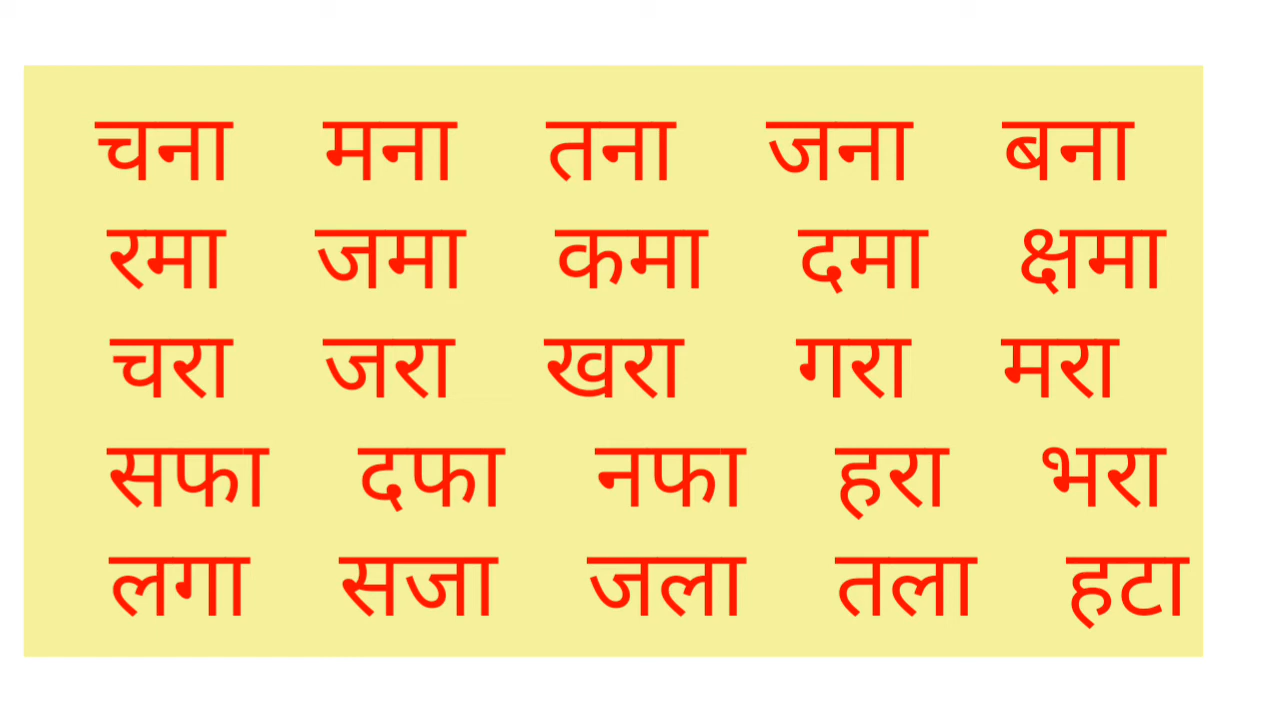 चना मना तना जना बना
रमा जमा कमा दमा क्षमा
चरा जरा खरा गरा मरा
सफा दफा नफा हरा भरा
लगा सजा जला तला हटा